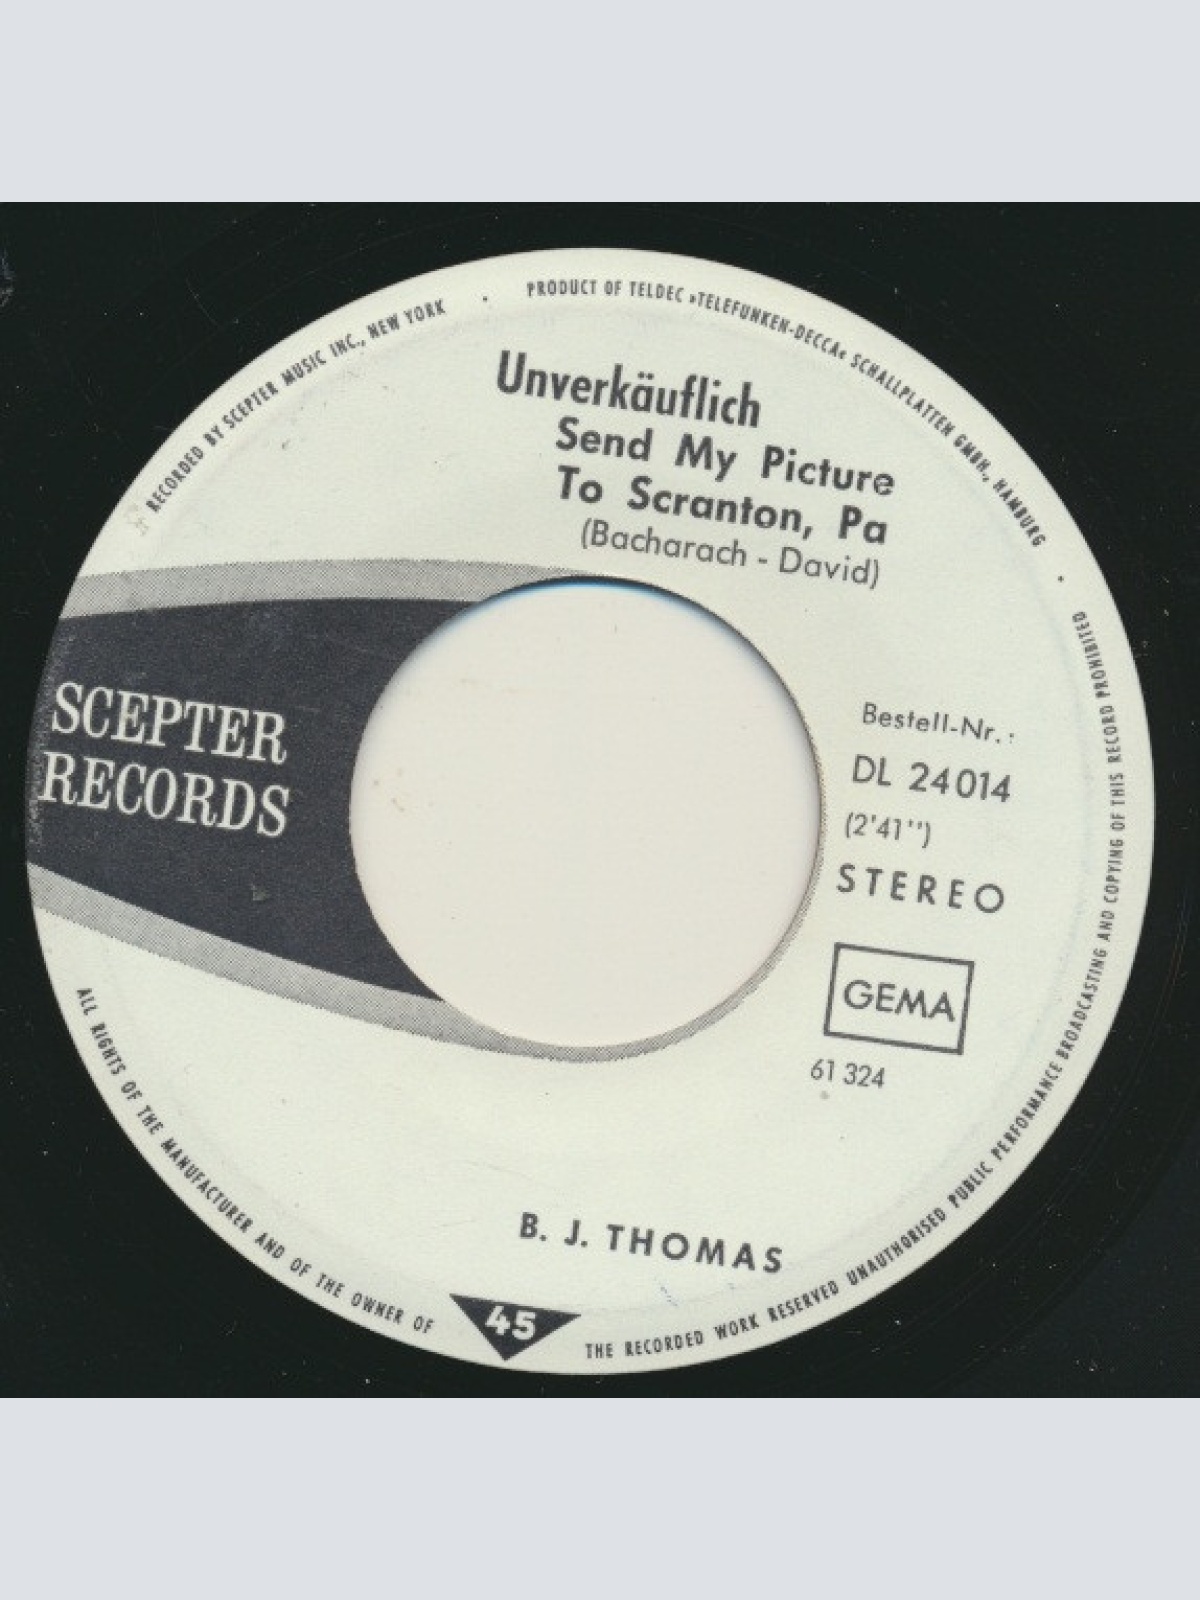 RECORDED BY SCEPTER MUSIC INC., NEW YORK · PRODUCT OF TELDEC »TELEFUNKEN-DECCA« SCHALLPLATTEN GMBH., HAMBURG ·
Unverkäuflich
Send My Picture
To Scranton, Pa
(Bacharach - David)
SCEPTER
RECORDS
Bestell-Nr.:
DL 24014
(2'41'')
STEREO
GEMA
61 324
B. J. THOMAS
45
ALL RIGHTS OF THE MANUFACTURER AND OF THE OWNER OF THE RECORDED WORK RESERVED UNAUTHORISED PUBLIC PERFORMANCE BROADCASTING AND COPYING OF THIS RECORD PROHIBITED